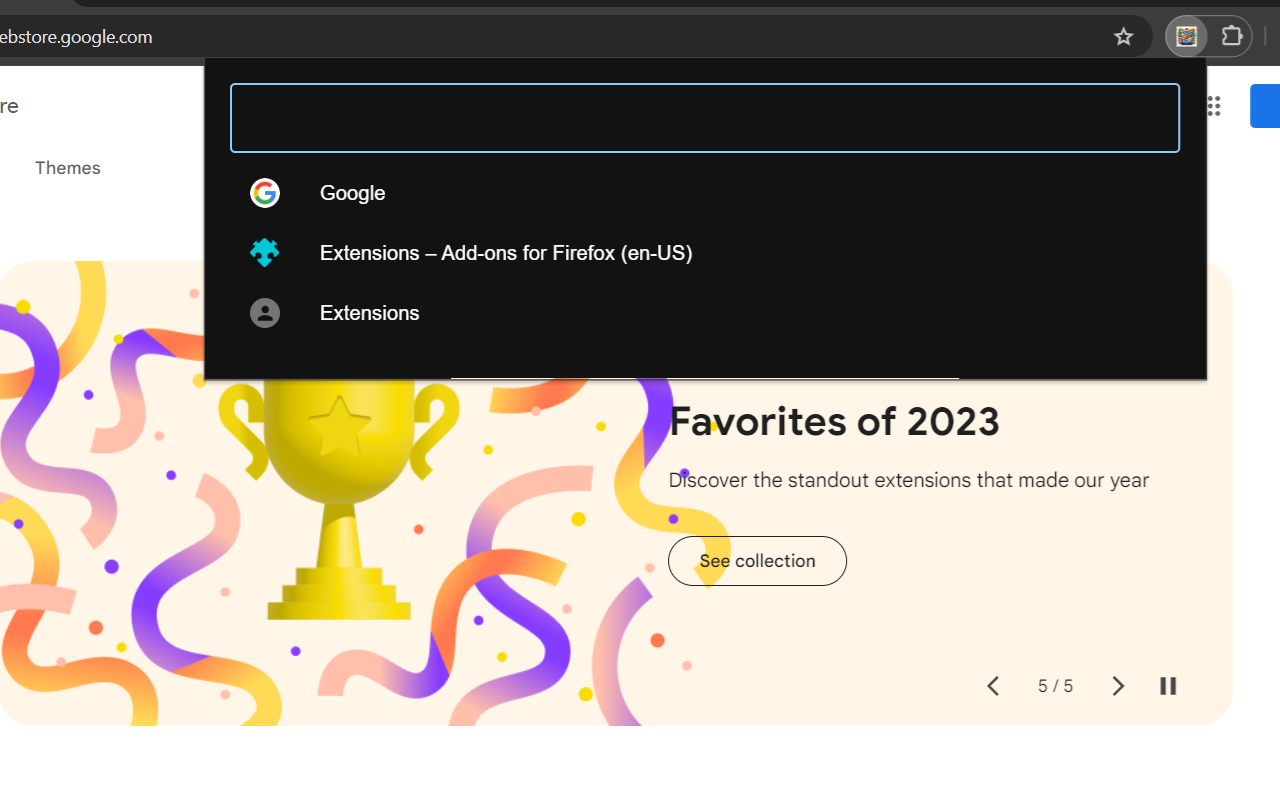 ebstore.google.com
re
Themes
Google
Extensions – Add-ons for Firefox (en-US)
Extensions
Favorites of 2023
Discover the standout extensions that made our year
See collection
5 / 5